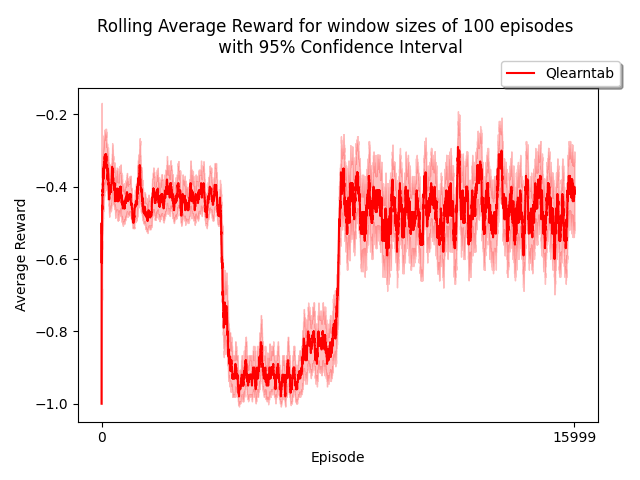 Rolling Average Reward for window sizes of 100 episodes
with 95% Confidence Interval
Qlearntab
−0.2
−0.4
−0.6
−0.8
−1.0
Average Reward
0
15999
Episode